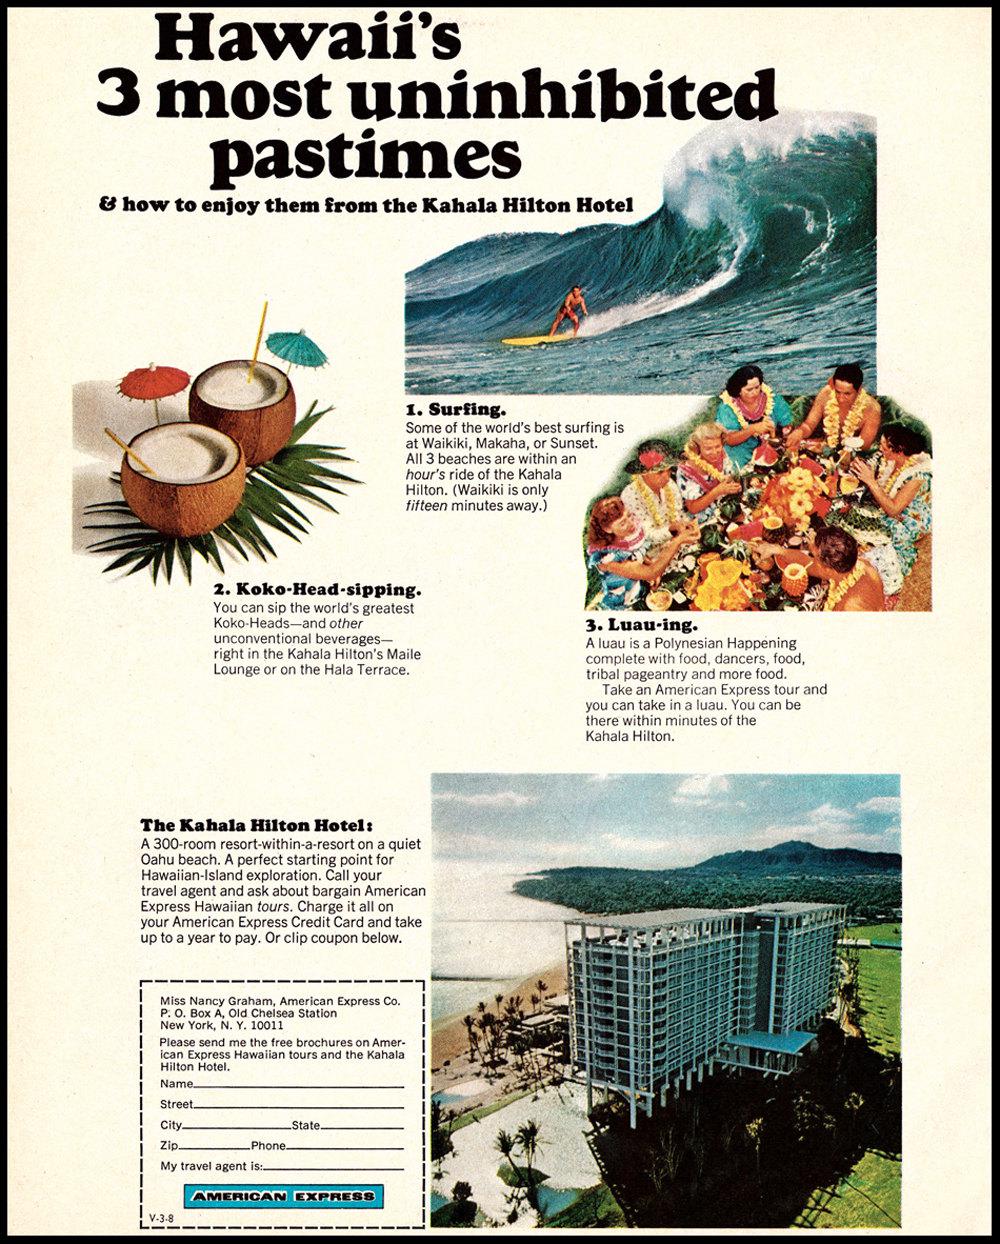 Hawaii's
3 most uninhibited
pastimes
& how to enjoy them from the Kahala Hilton Hotel
1. Surfing.
Some of the world's best surfing is
at Waikiki, Makaha, or Sunset.
All 3 beaches are within an
hour's ride of the Kahala
Hilton. (Waikiki is only
fifteen minutes away.)
2. Koko-Head-sipping.
You can sip the world's greatest
Koko-Heads—and other
unconventional beverages—
right in the Kahala Hilton's Maile
Lounge or on the Hala Terrace.
3. Luau-ing.
A luau is a Polynesian Happening
complete with food, dancers, food,
tribal pageantry and more food.
Take an American Express tour and
you can take in a luau. You can be
there within minutes of the
Kahala Hilton.
The Kahala Hilton Hotel:
A 300-room resort-within-a-resort on a quiet
Oahu beach. A perfect starting point for
Hawaiian-Island exploration. Call your
travel agent and ask about bargain American
Express Hawaiian tours. Charge it all on
your American Express Credit Card and take
up to a year to pay. Or clip coupon below.
Miss Nancy Graham, American Express Co.
P. O. Box A, Old Chelsea Station
New York, N. Y. 10011
Please send me the free brochures on Amer-
ican Express Hawaiian tours and the Kahala
Hilton Hotel.
Name
Street
City State
Zip Phone
My travel agent is:
AMERICAN EXPRESS
V-3-8